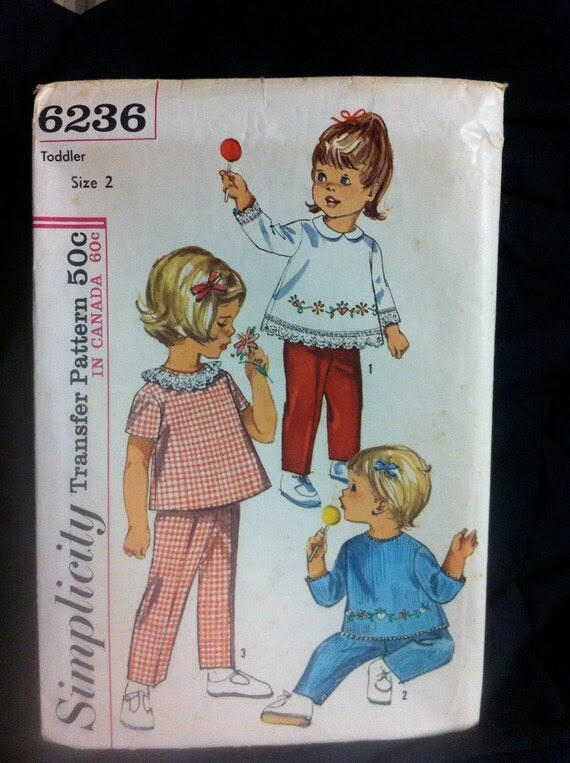 6236
Toddler
Size 2
Simplicity
Transfer Pattern 50c
IN CANADA 60c
1
3
2